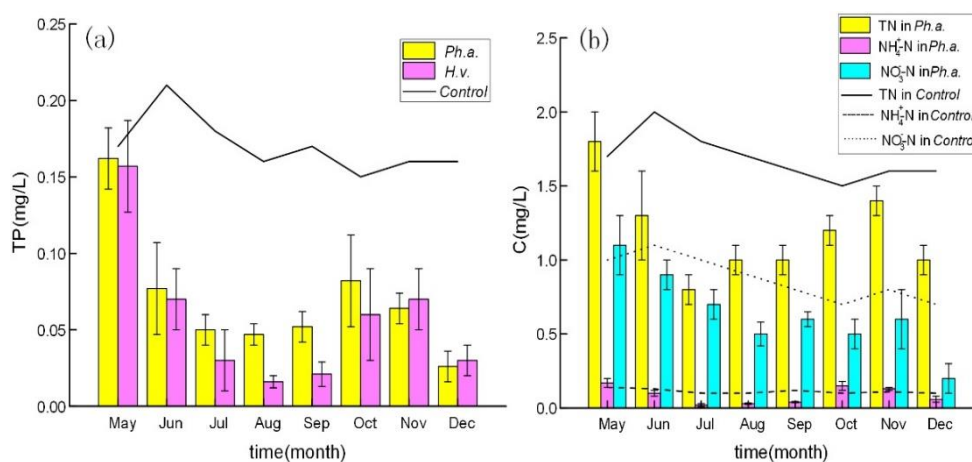 (a)
Ph.a.
H.v.
Control
TP(mg/L)
0.25
0.20
0.15
0.10
0.05
0.00
May Jun Jul Aug Sep Oct Nov Dec
time(month)
(b)
TN in Ph.a.
NH₄⁺-N in Ph.a.
NO₃⁻-N in Ph.a.
TN in Control
NH₄⁺-N in Control
NO₃⁻-N in Control
C(mg/L)
2.5
2.0
1.5
1.0
0.5
0.0
May Jun Jul Aug Sep Oct Nov Dec
time(month)